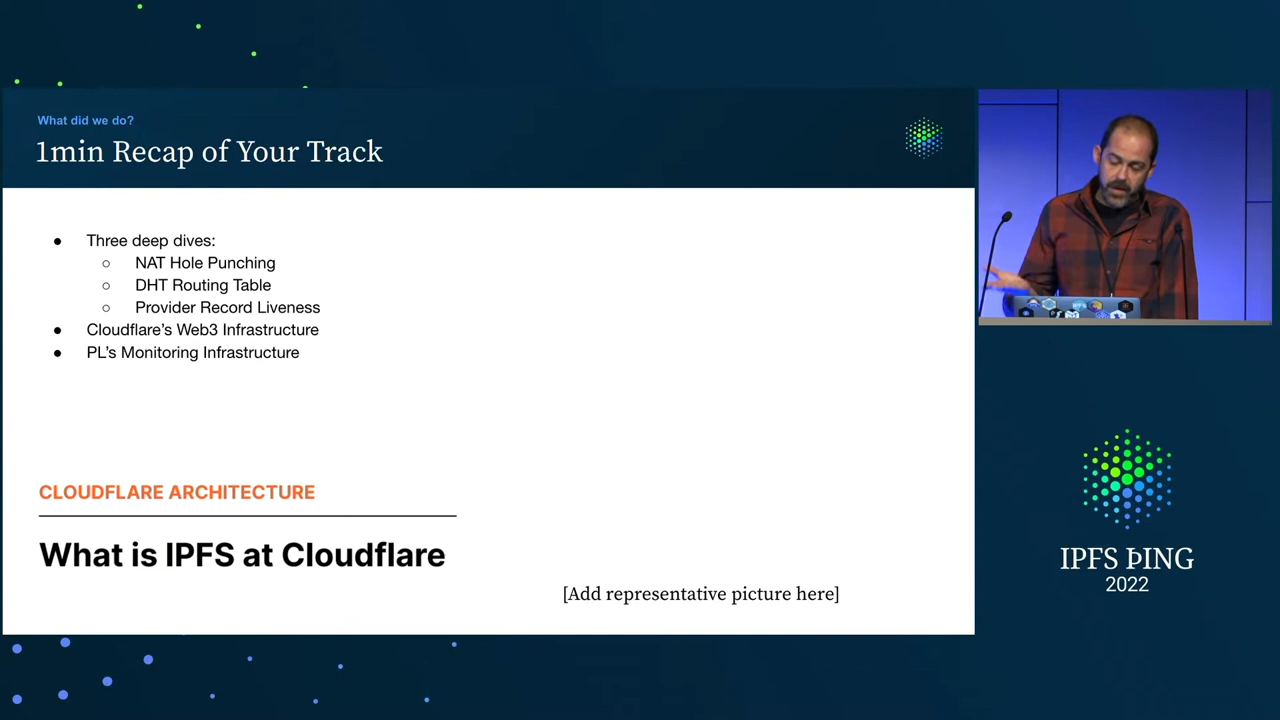 What did we do?
1min Recap of Your Track
● Three deep dives:
○ NAT Hole Punching
○ DHT Routing Table
○ Provider Record Liveness
● Cloudflare’s Web3 Infrastructure
● PL’s Monitoring Infrastructure
CLOUDFLARE ARCHITECTURE
What is IPFS at Cloudflare
[Add representative picture here]
IPFS ÞING
2022